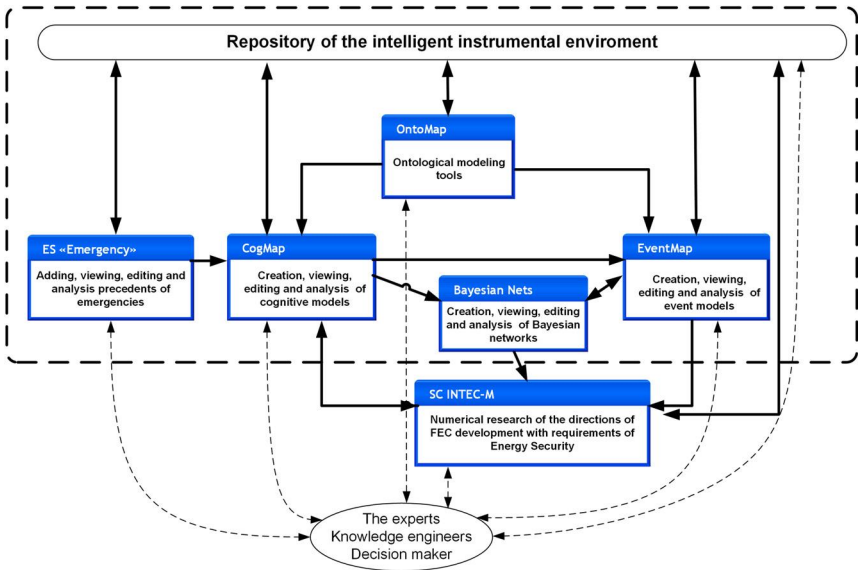 Repository of the intelligent instrumental enviroment
OntoMap
Ontological modeling
tools
ES «Emergency»
Adding, viewing, editing and
analysis precedents of
emergencies
CogMap
Creation, viewing,
editing and analysis of
cognitive models
EventMap
Creation, viewing,
editing and analysis of
event models
Bayesian Nets
Creation, viewing, editing
and analysis of Bayesian
networks
SC INTEC-M
Numerical research of the directions of
FEC development with requirements of
Energy Security
The experts
Knowledge engineers
Decision maker